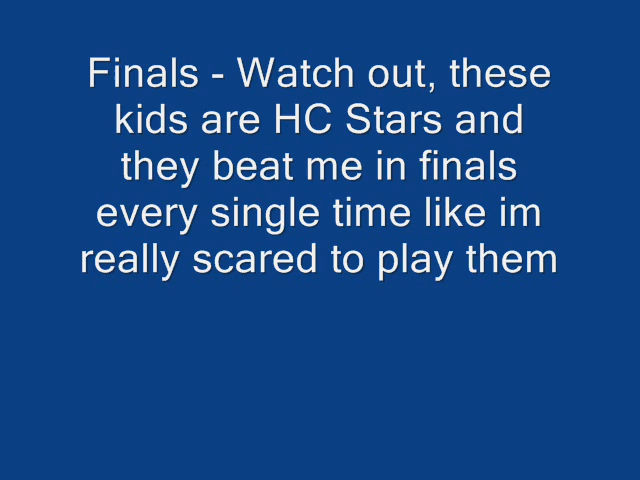 Finals - Watch out, these
kids are HC Stars and
they beat me in finals
every single time like im
really scared to play them